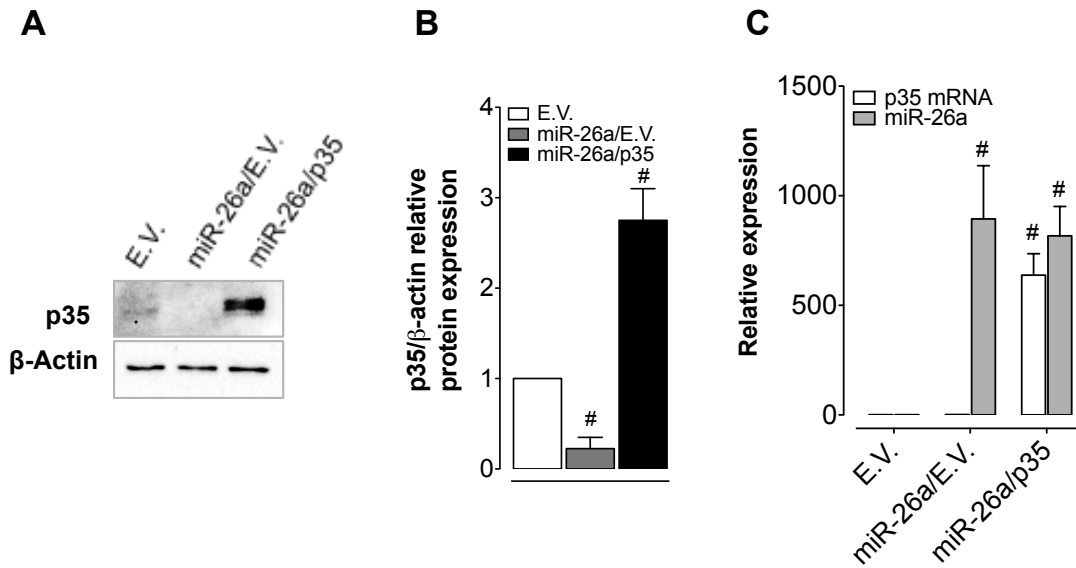 A
E.V.
miR-26a/E.V.
miR-26a/p35
p35
β-Actin
B
p35/β-actin relative
protein expression
4
3
2
1
0
E.V.
miR-26a/E.V.
miR-26a/p35
#
#
C
Relative expression
1500
1000
500
0
p35 mRNA
miR-26a
#
#
#
E.V.
miR-26a/E.V.
miR-26a/p35